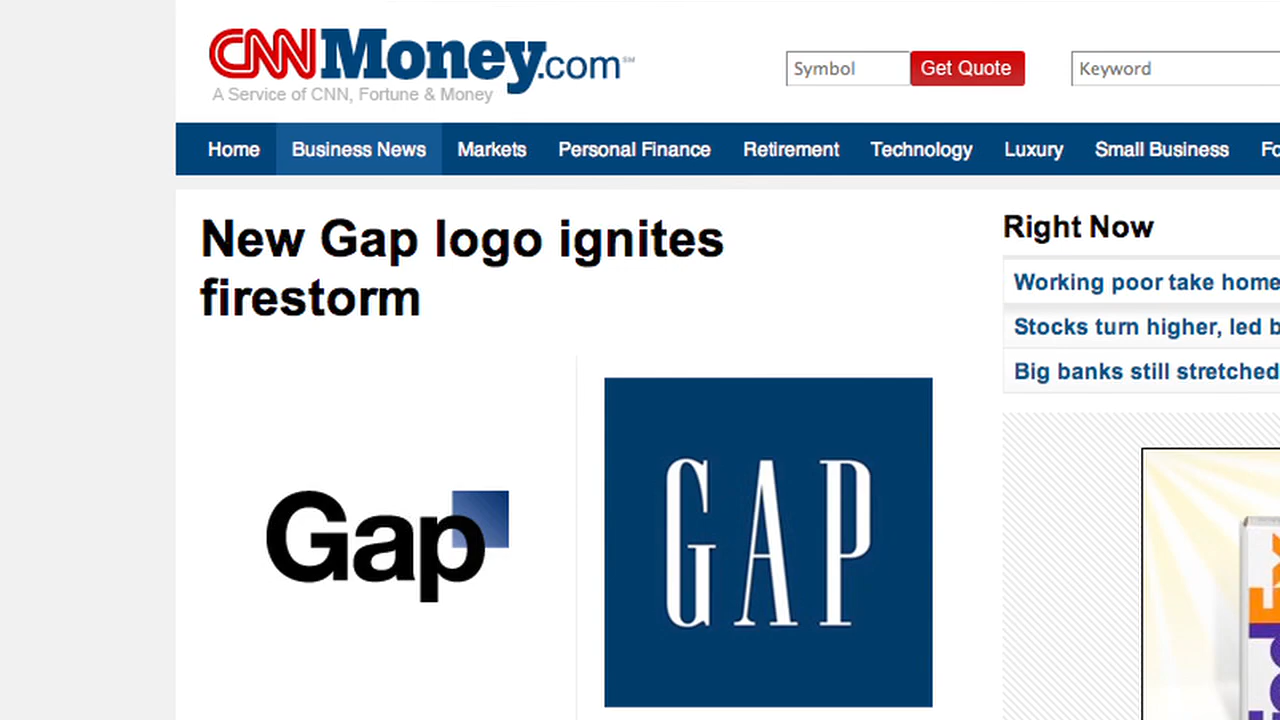 CNNMoney.com SM
A Service of CNN, Fortune & Money
Symbol Get Quote Keyword
Home Business News Markets Personal Finance Retirement Technology Luxury Small Business Fo
New Gap logo ignites
firestorm
Right Now
Working poor take home
Stocks turn higher, led b
Big banks still stretched
Gap
GAP